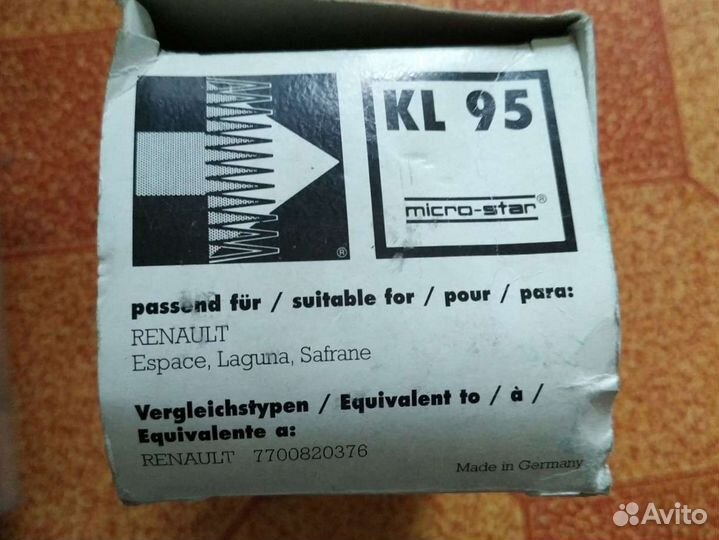 KL 95
micro-star®
®
passend für / suitable for / pour / para:
RENAULT
Espace, Laguna, Safrane
Vergleichstypen / Equivalent to / à /
Equivalente a:
RENAULT 7700820376
Made in Germany
Avito